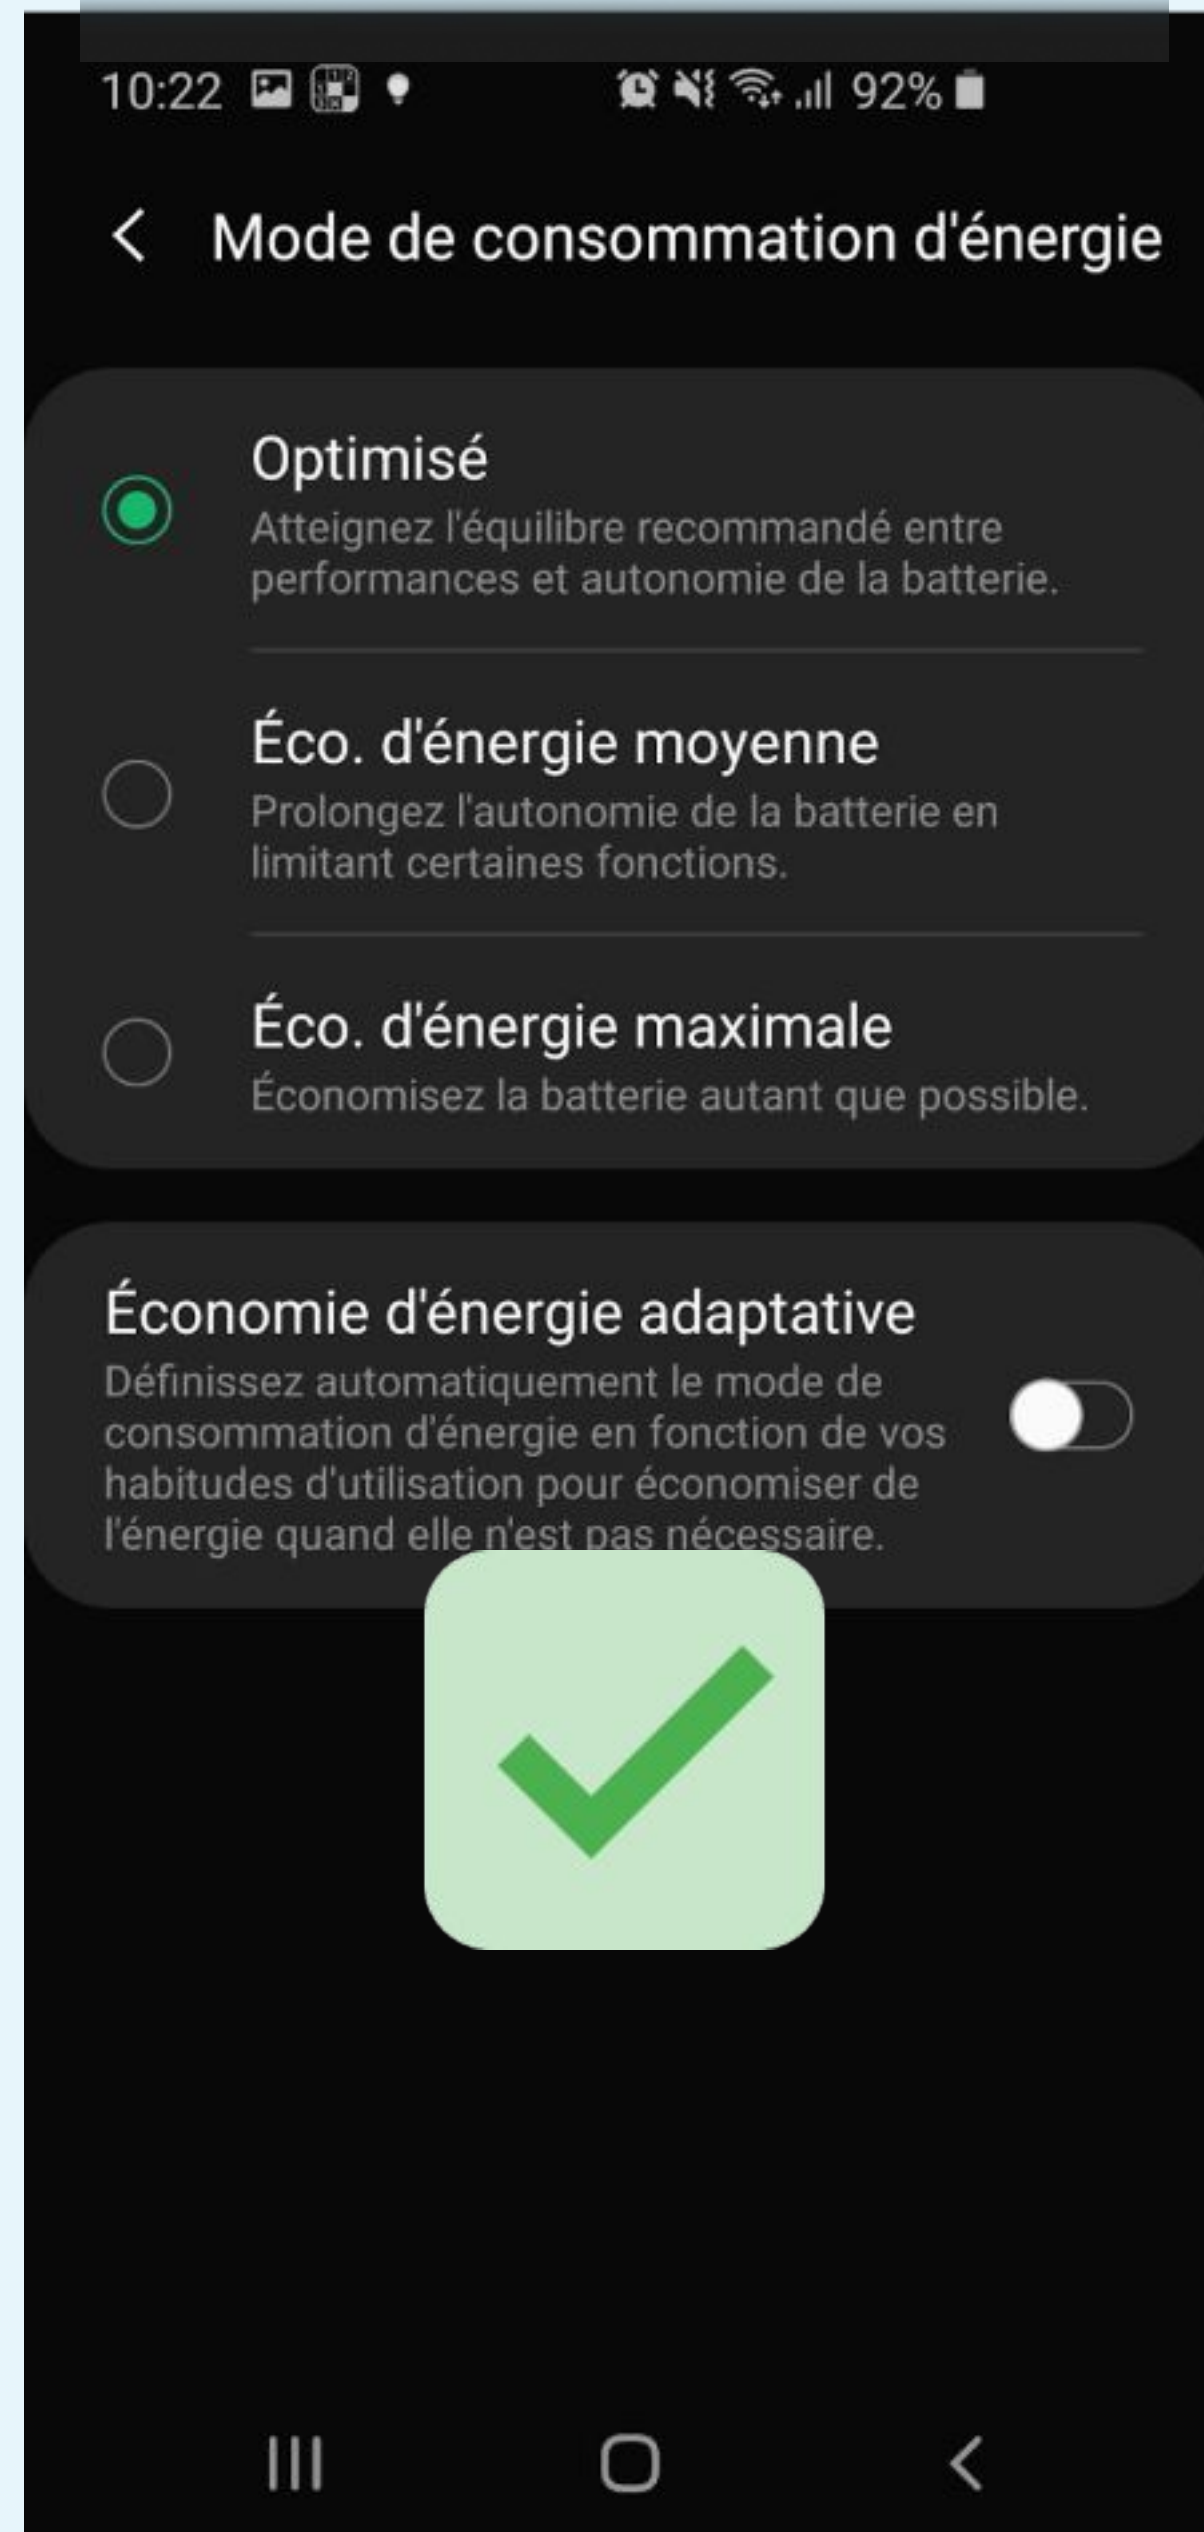 10:22 92%
Mode de consommation d'énergie
Optimisé
Atteignez l'équilibre recommandé entre
performances et autonomie de la batterie.
Éco. d'énergie moyenne
Prolongez l'autonomie de la batterie en
limitant certaines fonctions.
Éco. d'énergie maximale
Économisez la batterie autant que possible.
Économie d'énergie adaptative
Définissez automatiquement le mode de
consommation d'énergie en fonction de vos
habitudes d'utilisation pour économiser de
l'énergie quand elle n'est pas nécessaire.